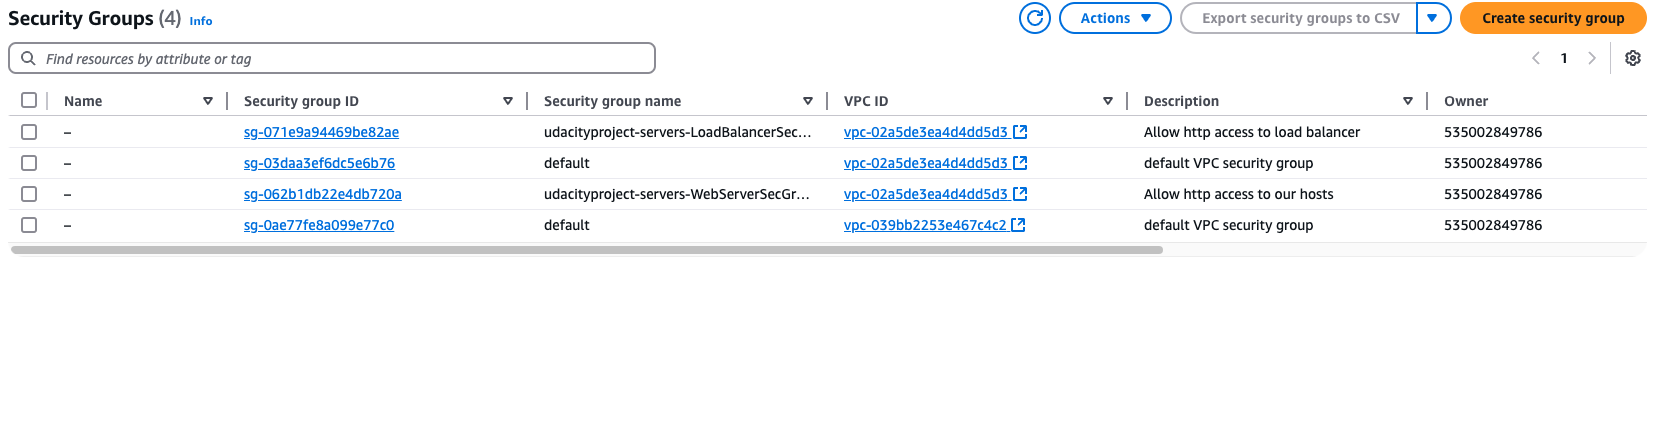 Security Groups (4) Info
Actions
Export security groups to CSV
Create security group
Find resources by attribute or tag
1
Name Security group ID Security group name VPC ID Description Owner
– sg-071e9a94469be82ae udacityproject-servers-LoadBalancerSec... vpc-02a5de3ea4d4dd5d3 Allow http access to load balancer 535002849786
– sg-03daa3ef6dc5e6b76 default vpc-02a5de3ea4d4dd5d3 default VPC security group 535002849786
– sg-062b1db22e4db720a udacityproject-servers-WebServerSecGr... vpc-02a5de3ea4d4dd5d3 Allow http access to our hosts 535002849786
– sg-0ae77fe8a099e77c0 default vpc-039bb2253e467c4c2 default VPC security group 535002849786